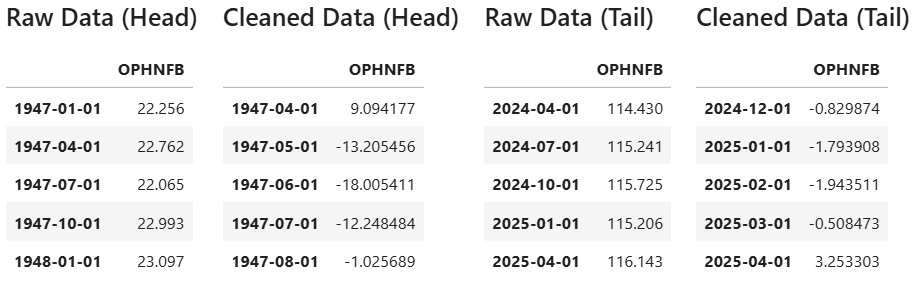 Raw Data (Head) Cleaned Data (Head) Raw Data (Tail) Cleaned Data (Tail)
OPHNFB OPHNFB OPHNFB OPHNFB
1947-01-01 22.256 1947-04-01 9.094177 2024-04-01 114.430 2024-12-01 -0.829874
1947-04-01 22.762 1947-05-01 -13.205456 2024-07-01 115.241 2025-01-01 -1.793908
1947-07-01 22.065 1947-06-01 -18.005411 2024-10-01 115.725 2025-02-01 -1.943511
1947-10-01 22.993 1947-07-01 -12.248484 2025-01-01 115.206 2025-03-01 -0.508473
1948-01-01 23.097 1947-08-01 -1.025689 2025-04-01 116.143 2025-04-01 3.253303